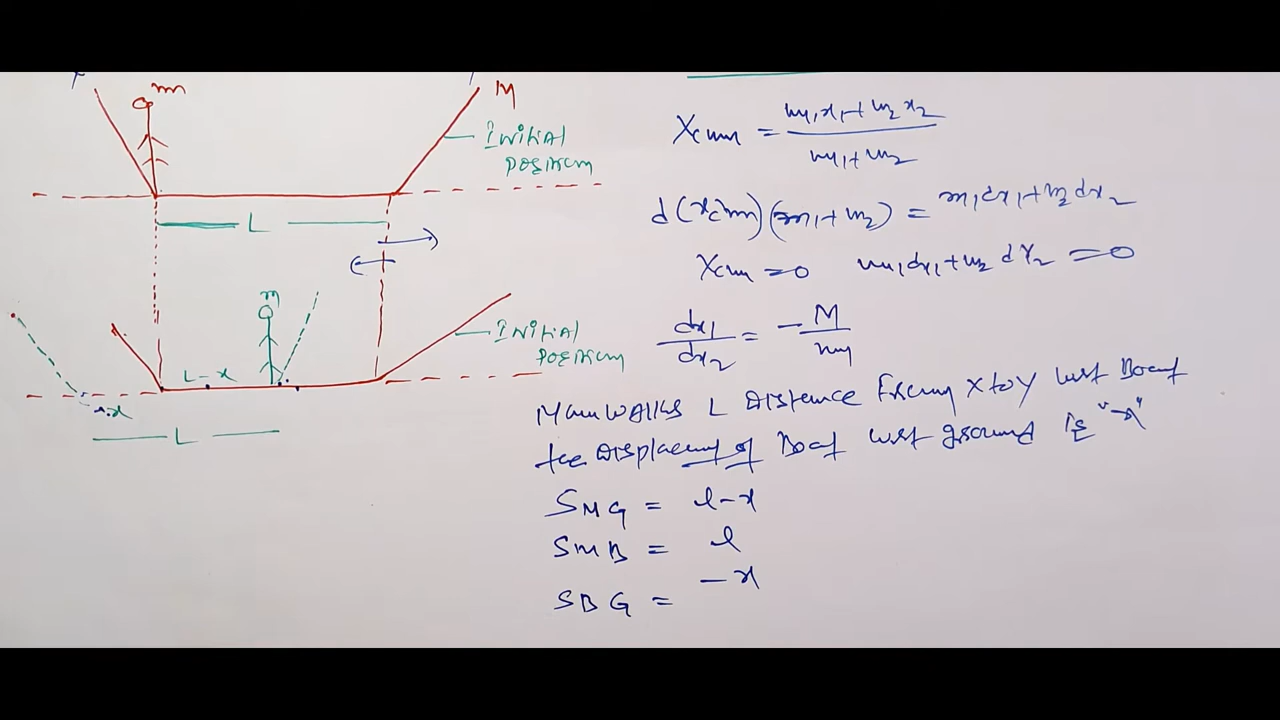 m
M
Initial
Position
L
m
Initial
Position
L-x
-x
L
Xcm = m1x1 + m2x2 / m1 + m2
d(xcm)(m1 + m2) = m1dx1 + m2dx2
Xcm = 0 m1dx1 + m2dx2 = 0
dx1 / dx2 = - M / m
Man walks L Distance From X to Y wrt Boat
the Displacement of Boat wrt ground is "-x"
SMG = l-x
SMB = l
SBG = -x